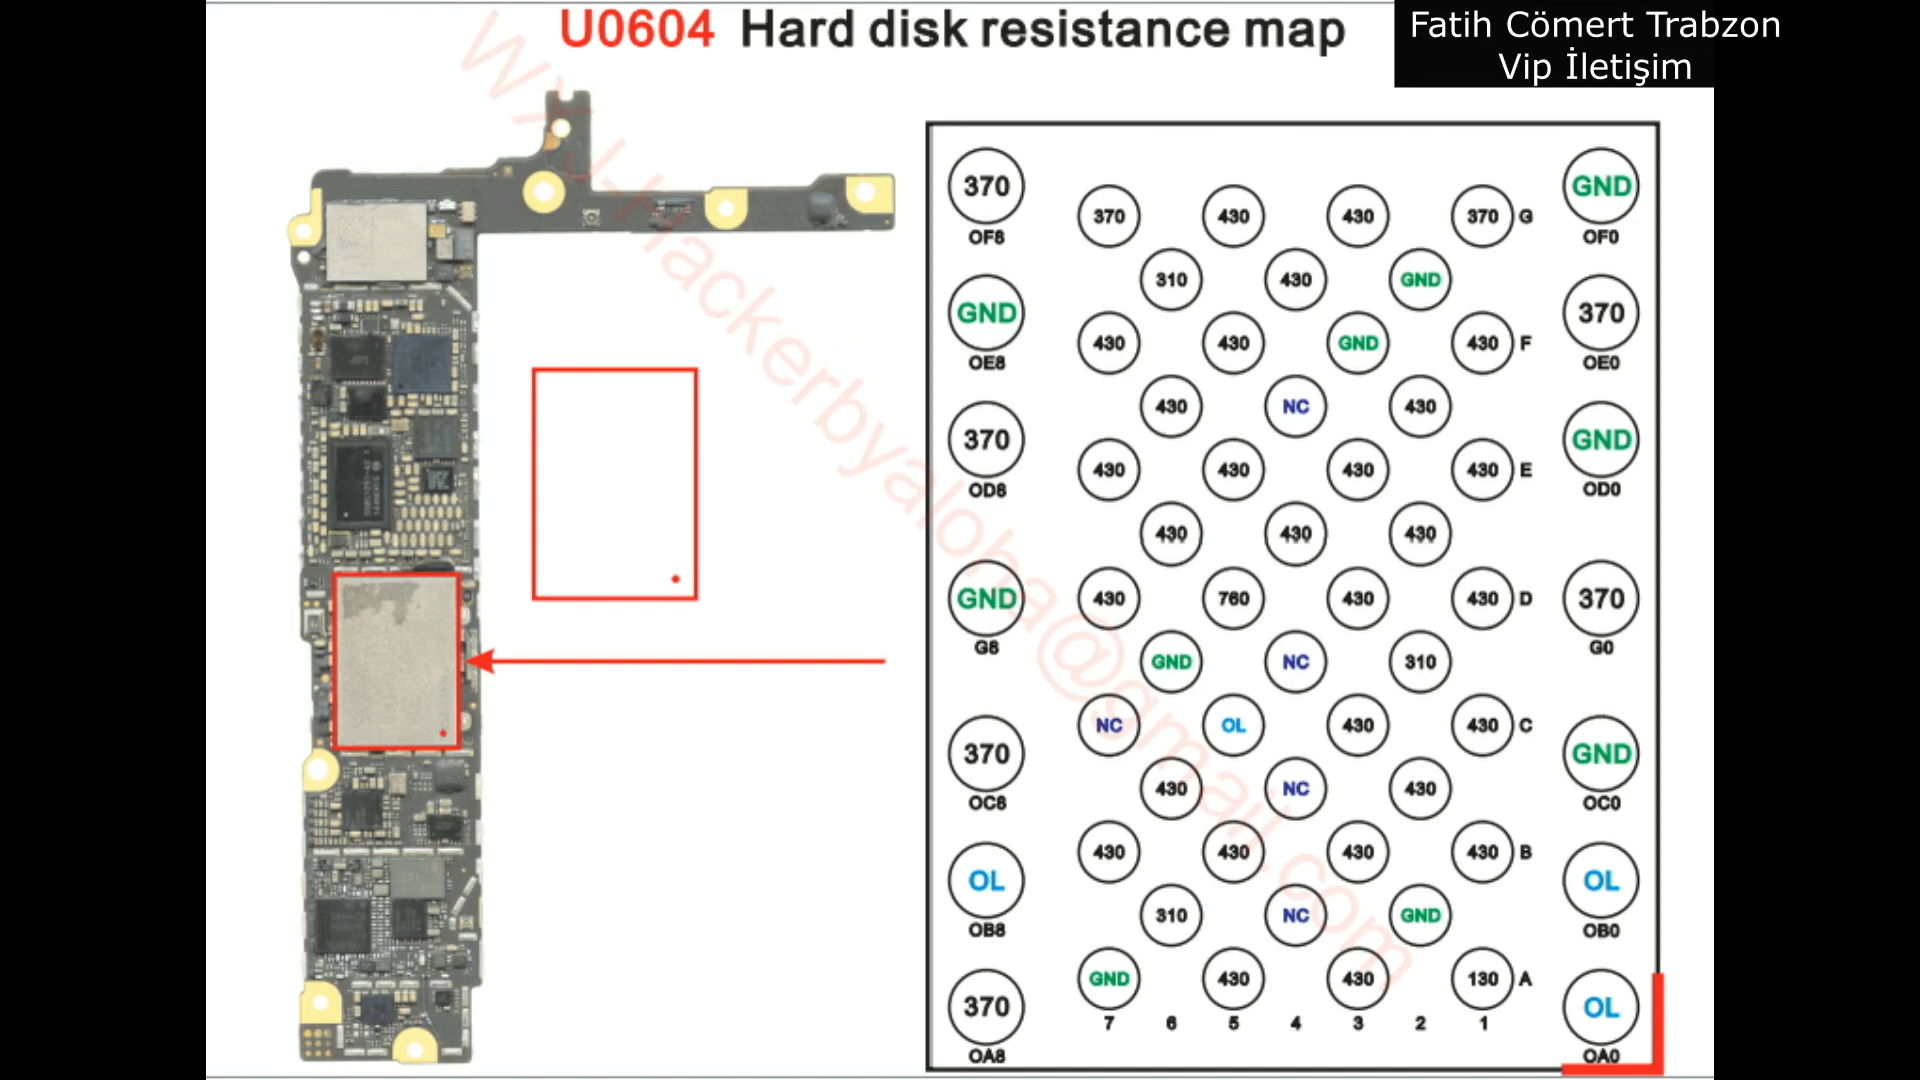 U0604 Hard disk resistance map
Fatih Cömert Trabzon
Vip İletişim
WXJ-Hackerbyaloha@gmail.com
370 GND
OF8 OF0
370 430 430 370 G
310 430 GND
GND 370
OE8 OE0
430 430 GND 430 F
430 NC 430
370 GND
OD8 OD0
430 430 430 430 E
430 430 430
GND 370
G8 G0
430 760 430 430 D
GND NC 310
370 GND
OC8 OC0
NC OL 430 430 C
430 NC 430
OL OL
OB8 OB0
430 430 430 430 B
310 NC GND
370 OL
OA8 OA0
GND 430 430 130 A
7 6 5 4 3 2 1